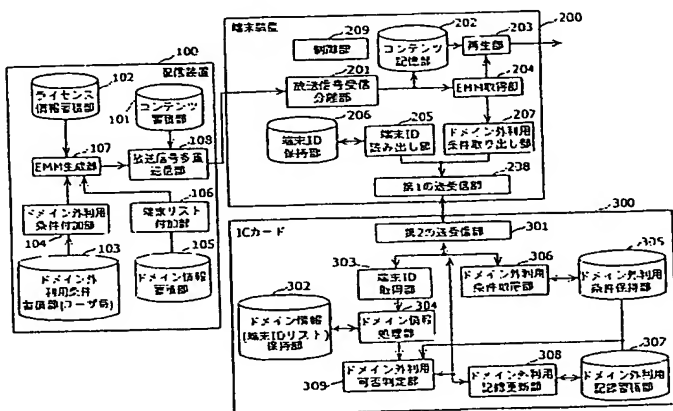 100
配信装置
102
ライセンス
情報蓄積部
101
コンテンツ
蓄積部
107
EMM生成部
108
放送信号多重
送信部
106
ドメイン外利用
条件付加部
104
端末リスト
付加部
103
ドメイン外
利用条件
蓄積部(ユーザ毎)
105
ドメイン情報
蓄積部
200
端末装置
209
制御部
202
コンテンツ
記憶部
203
再生部
201
放送信号受信
分離部
204
EMM取得部
206
端末ID
保持部
205
端末ID
読み出し部
207
ドメイン外利用
条件取り出し部
208
第1の送受信部
300
ICカード
301
第2の送受信部
303
端末ID
取得部
306
ドメイン外利用
条件取得部
305
ドメイン外利用
条件保持部
302
ドメイン情報
(端末IDリスト)
保持部
304
ドメイン情報
処理部
309
ドメイン外利用
可否判定部
308
ドメイン外利用
記録更新部
307
ドメイン外利用
記録蓄積部